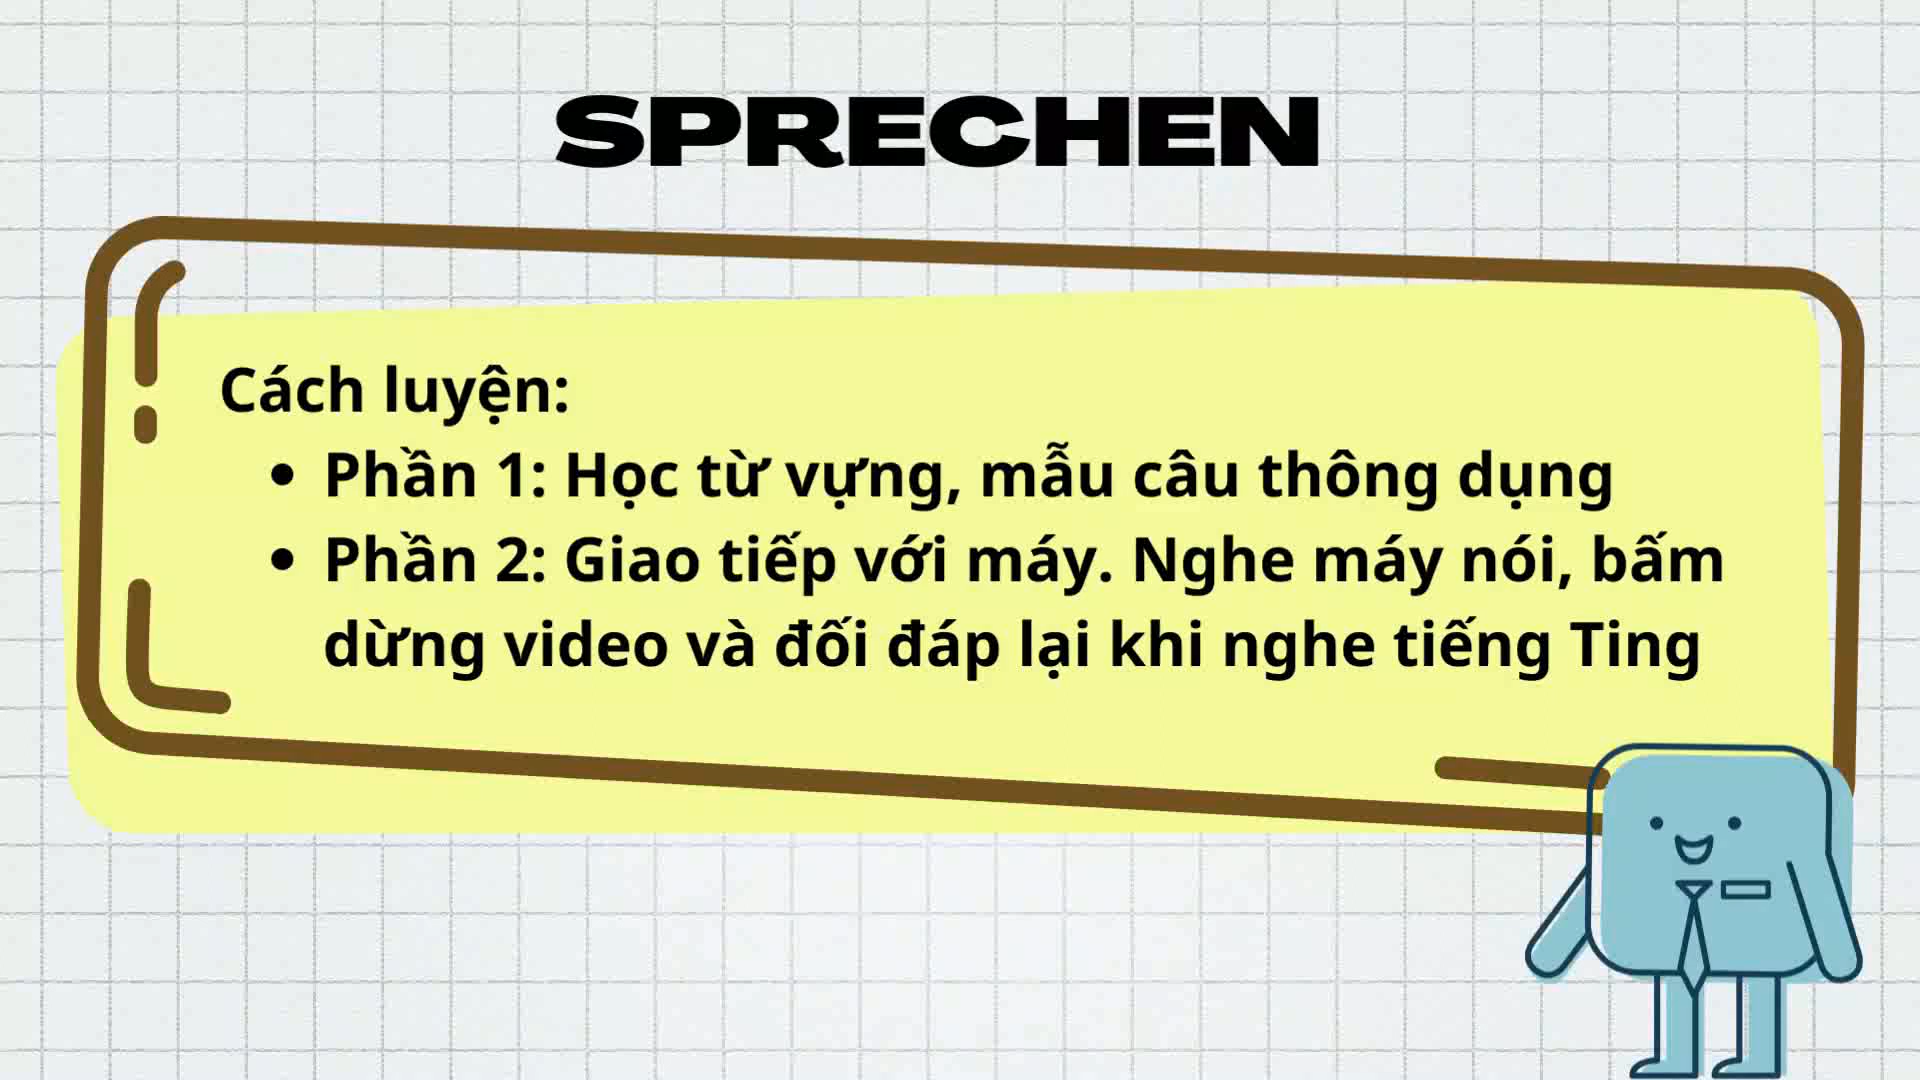 SPRECHEN
Cách luyện:
• Phần 1: Học từ vựng, mẫu câu thông dụng
• Phần 2: Giao tiếp với máy. Nghe máy nói, bấm
dừng video và đối đáp lại khi nghe tiếng Ting